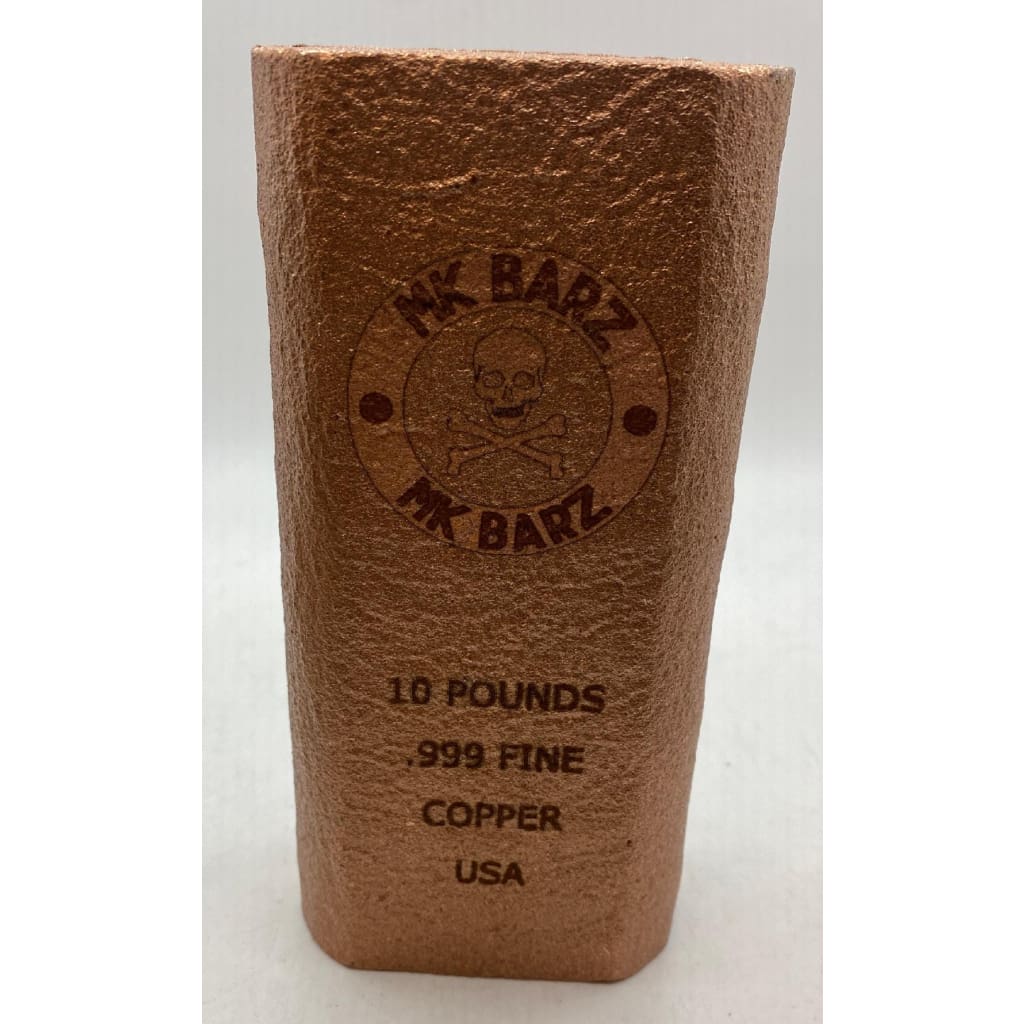 MK BARZ
MK BARZ
10 POUNDS
.999 FINE
COPPER
USA